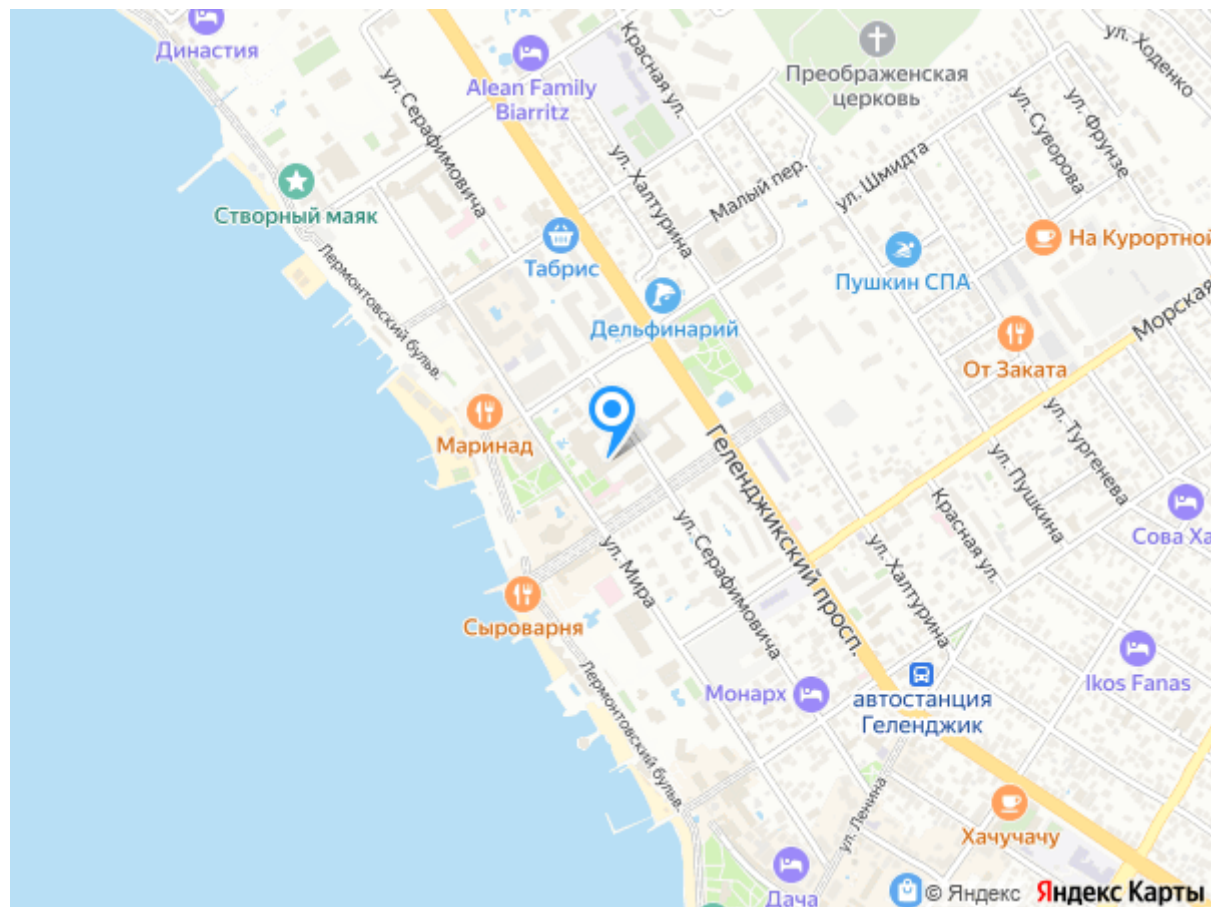 Династия
Alean Family
Biarritz
Красная ул.
Преображенская
церковь
ул. Ходенко
ул. Серафимовича
ул. Суворова
ул. Фрунзе
ул. Шмидта
Малый пер.
ул. Халтурина
Створный маяк
Табрис
На Курортной
Пушкин СПА
Лермонтовский бульв.
Дельфинарий
Морская
От Заката
Маринад
Геленджикский просп.
ул. Тургенева
ул. Пушкина
Красная ул.
Сова Ха
ул. Серафимовича
ул. Мира
ул. Халтурина
Сыроварня
Лермонтовский бульв.
Монарх
автостанция
Геленджик
Ikos Fanas
ул. Ленина
Хачучачу
Дача
© Яндекс Яндекс Карты